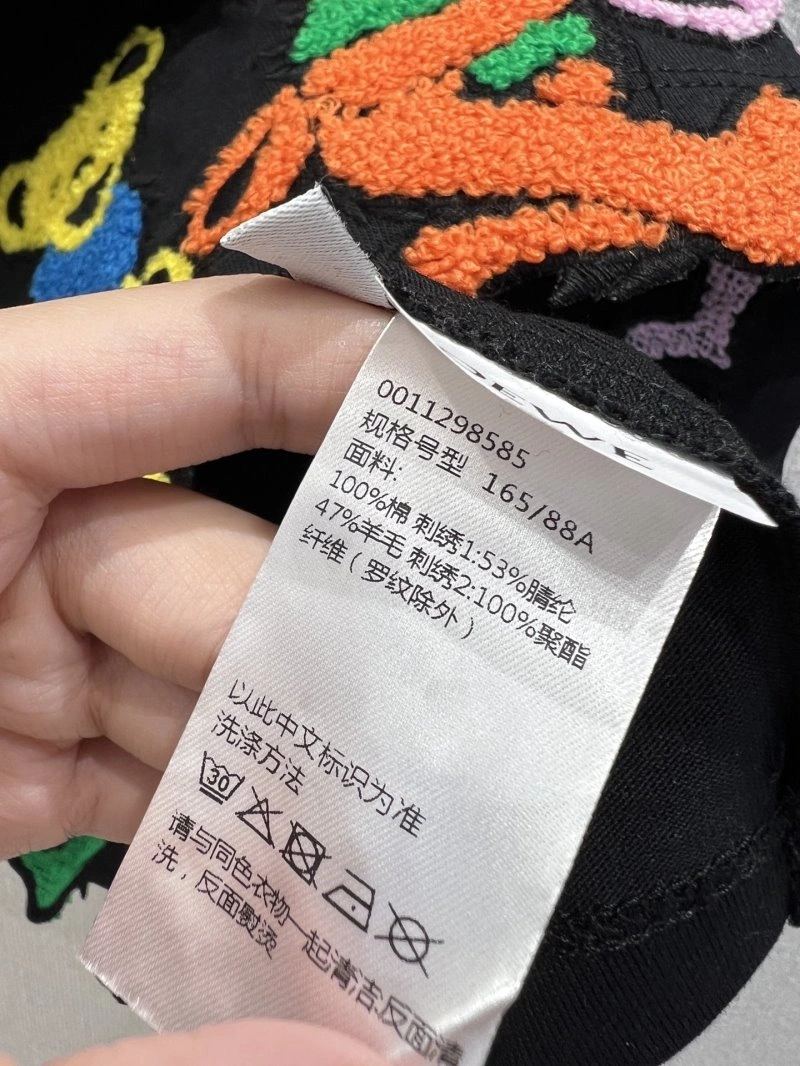 LOEWE
0011298585
规格号型 165/88A
面料:
100%棉 刺绣1:53%腈纶
47%羊毛 刺绣2:100%聚酯
纤维（罗纹除外）
以此中文标识为准
洗涤方法
30
请与同色衣物一起清洁,反面清
洗，反面熨烫